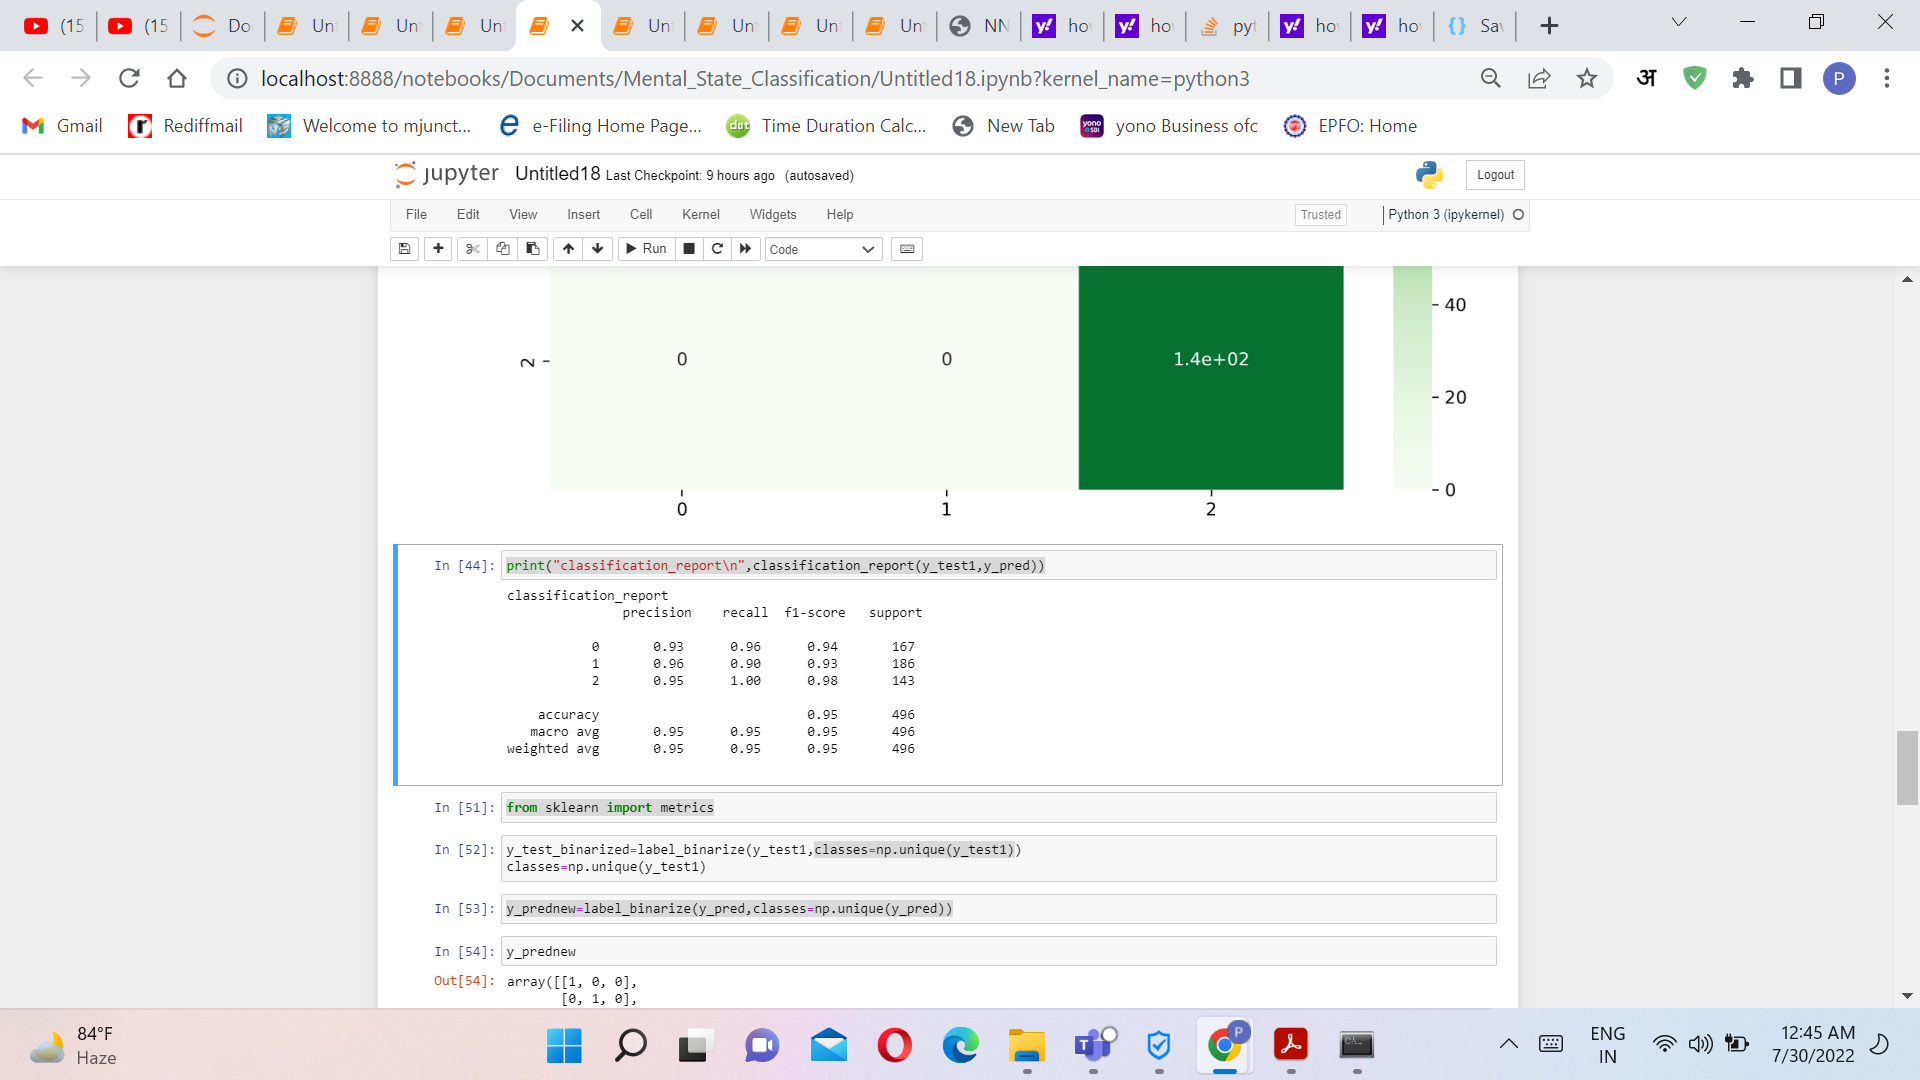 (15 (15 Do Un Un Un Un Un Un Un NN ho ho pyt ho ho Sa
localhost:8888/notebooks/Documents/Mental_State_Classification/Untitled18.ipynb?kernel_name=python3 अ P
Gmail Rediffmail Welcome to mjunct... e-Filing Home Page... Time Duration Calc... New Tab yono Business ofc EPFO: Home
jupyter Untitled18 Last Checkpoint: 9 hours ago (autosaved) Logout
File Edit View Insert Cell Kernel Widgets Help Trusted Python 3 (ipykernel)
Run Code
40
2 0 0 1.4e+02
20
0
0 1 2
In [44]: print("classification_report\n",classification_report(y_test1,y_pred))
classification_report
precision recall f1-score support
0 0.93 0.96 0.94 167
1 0.96 0.90 0.93 186
2 0.95 1.00 0.98 143
accuracy 0.95 496
macro avg 0.95 0.95 0.95 496
weighted avg 0.95 0.95 0.95 496
In [51]: from sklearn import metrics
In [52]: y_test_binarized=label_binarize(y_test1,classes=np.unique(y_test1))
classes=np.unique(y_test1)
In [53]: y_prednew=label_binarize(y_pred,classes=np.unique(y_pred))
In [54]: y_prednew
Out[54]: array([[1, 0, 0],
[0, 1, 0],
84°F
Haze
ENG
IN
12:45 AM
7/30/2022